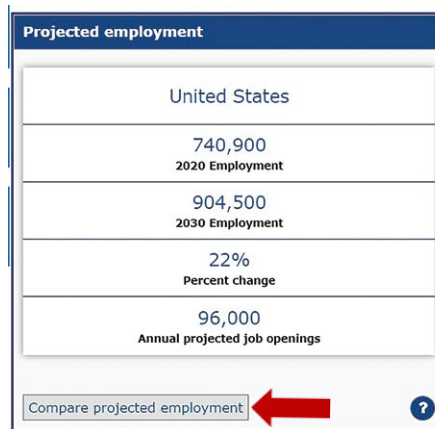 Projected employment
United States
740,900
2020 Employment
904,500
2030 Employment
22%
Percent change
96,000
Annual projected job openings
Compare projected employment
?